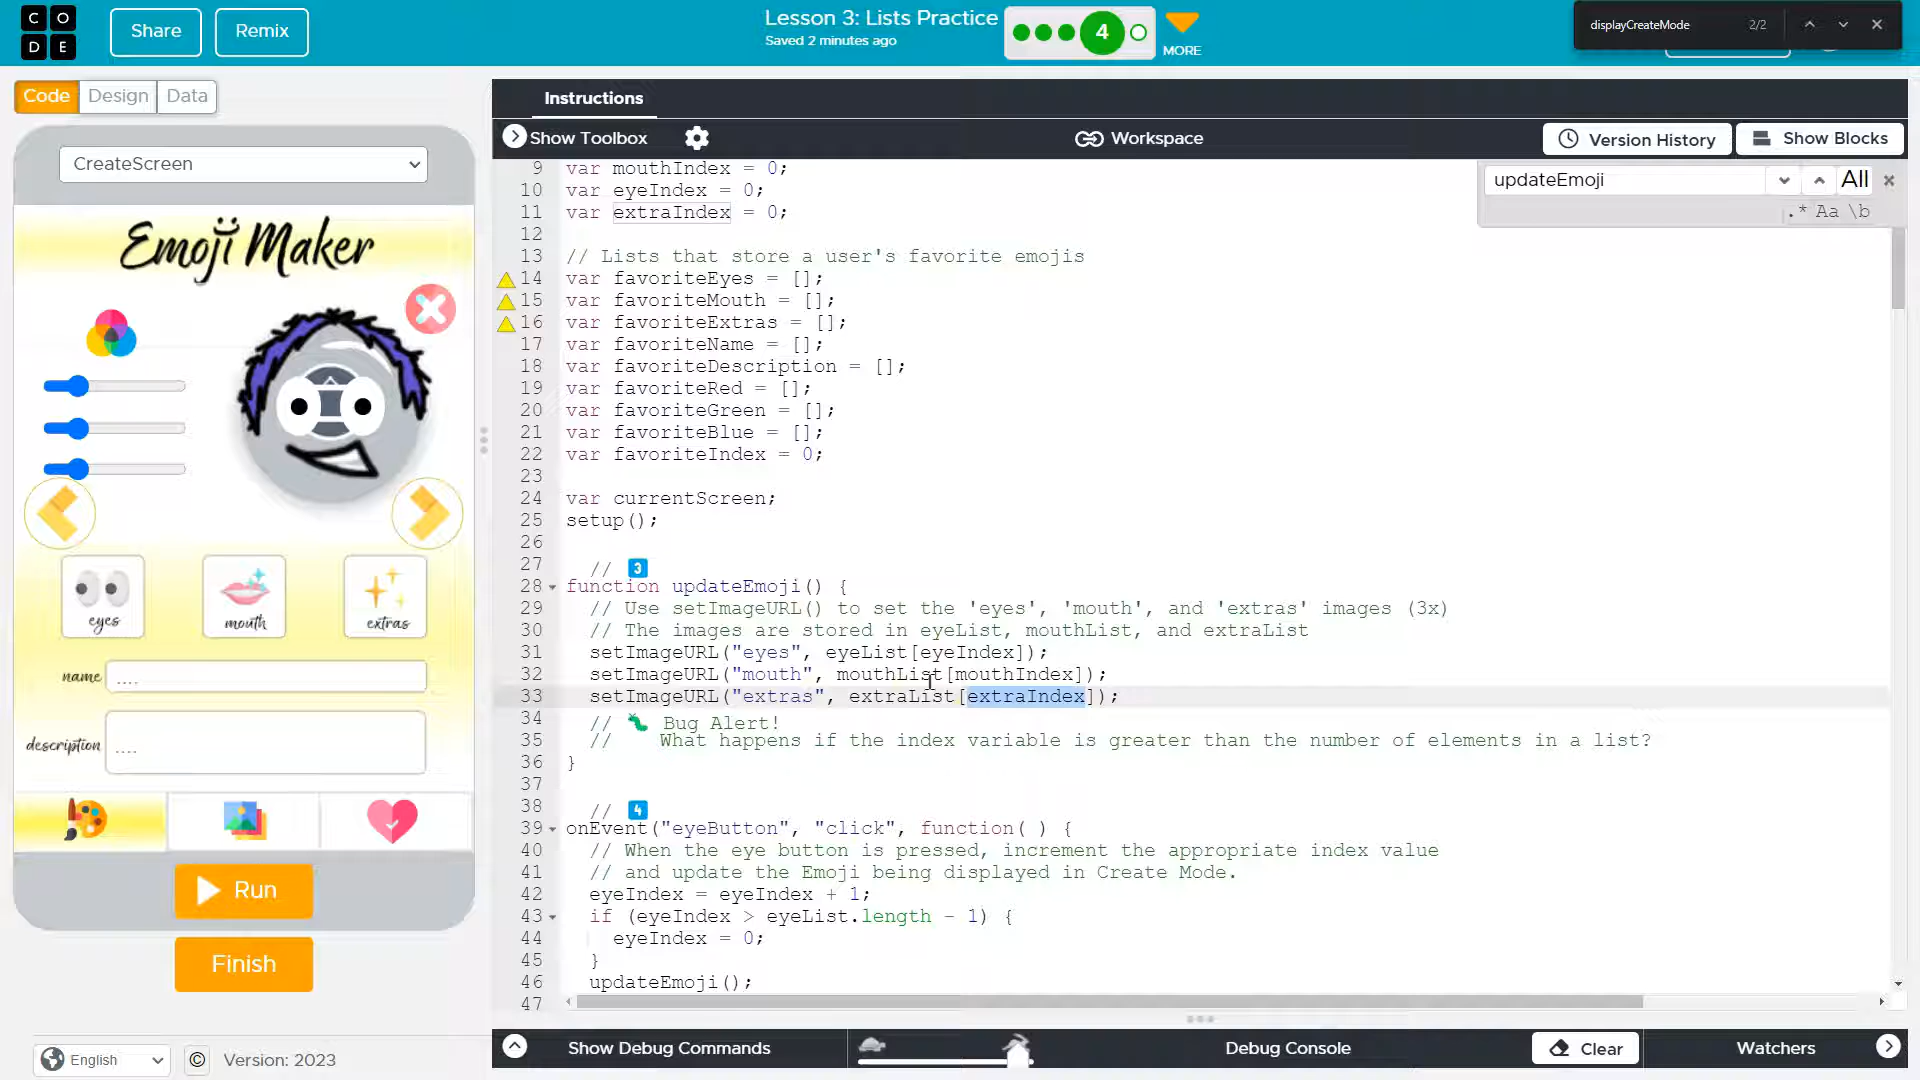 C O
D E
Share
Remix
Lesson 3: Lists Practice
Saved 2 minutes ago
4
MORE
displayCreateMode
2/2
Code
Design
Data
Instructions
Show Toolbox
Workspace
Version History
Show Blocks
CreateScreen
Emoji Maker
eyes
mouth
extras
name
....
description
....
Run
Finish
English
©
Version: 2023
updateEmoji
All
.* Aa \b
9 var mouthIndex = 0;
10 var eyeIndex = 0;
11 var extraIndex = 0;
12
13 // Lists that store a user's favorite emojis
14 var favoriteEyes = [];
15 var favoriteMouth = [];
16 var favoriteExtras = [];
17 var favoriteName = [];
18 var favoriteDescription = [];
19 var favoriteRed = [];
20 var favoriteGreen = [];
21 var favoriteBlue = [];
22 var favoriteIndex = 0;
23
24 var currentScreen;
25 setup();
26
27 // 3
28 function updateEmoji() {
29 // Use setImageURL() to set the 'eyes', 'mouth', and 'extras' images (3x)
30 // The images are stored in eyeList, mouthList, and extraList
31 setImageURL("eyes", eyeList[eyeIndex]);
32 setImageURL("mouth", mouthList[mouthIndex]);
33 setImageURL("extras", extraList[extraIndex]);
34 // 🐛 Bug Alert!
35 // What happens if the index variable is greater than the number of elements in a list?
36 }
37
38 // 4
39 onEvent("eyeButton", "click", function( ) {
40 // When the eye button is pressed, increment the appropriate index value
41 // and update the Emoji being displayed in Create Mode.
42 eyeIndex = eyeIndex + 1;
43 if (eyeIndex > eyeList.length - 1) {
44 eyeIndex = 0;
45 }
46 updateEmoji();
47
Show Debug Commands
Debug Console
Clear
Watchers